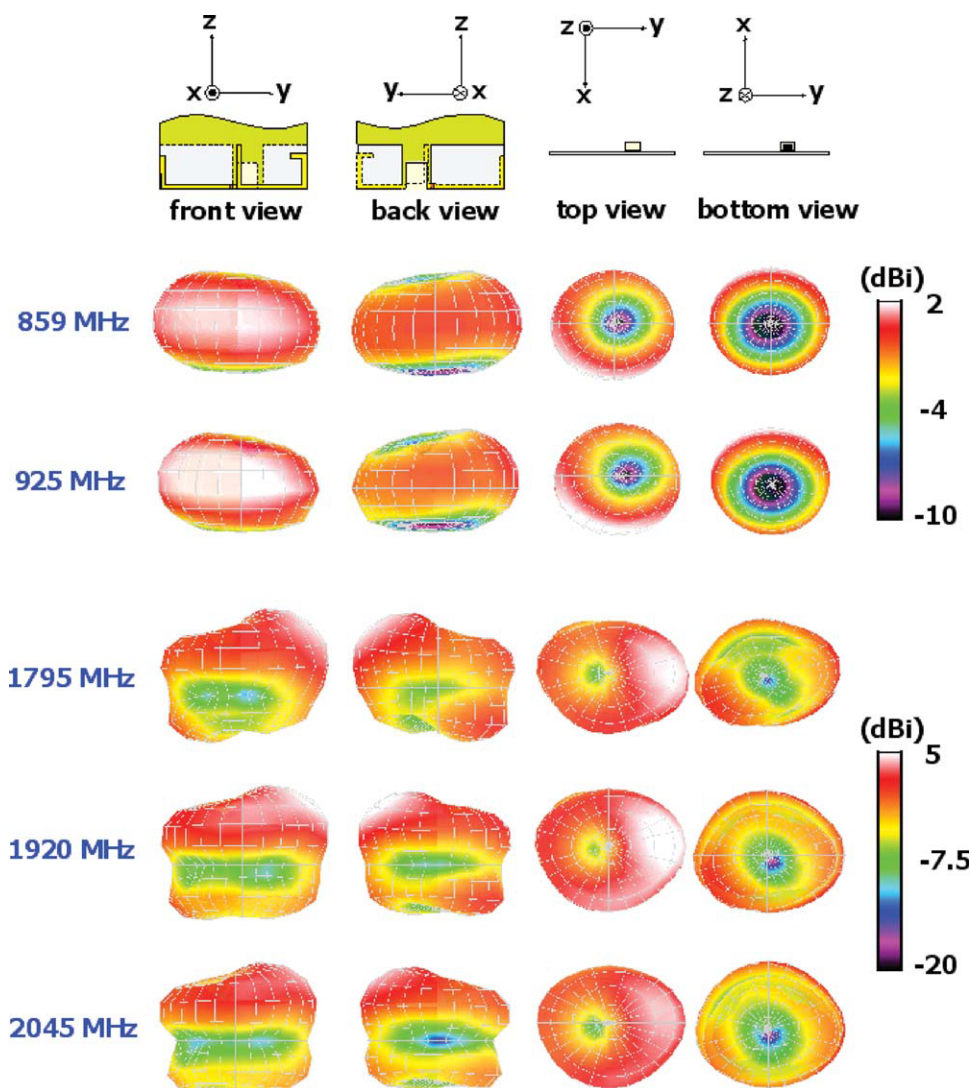 z z z y x
x y y x x z y
front view back view top view bottom view
(dBi)
859 MHz 2
-4
925 MHz
-10
1795 MHz
(dBi)
5
1920 MHz
-7.5
-20
2045 MHz